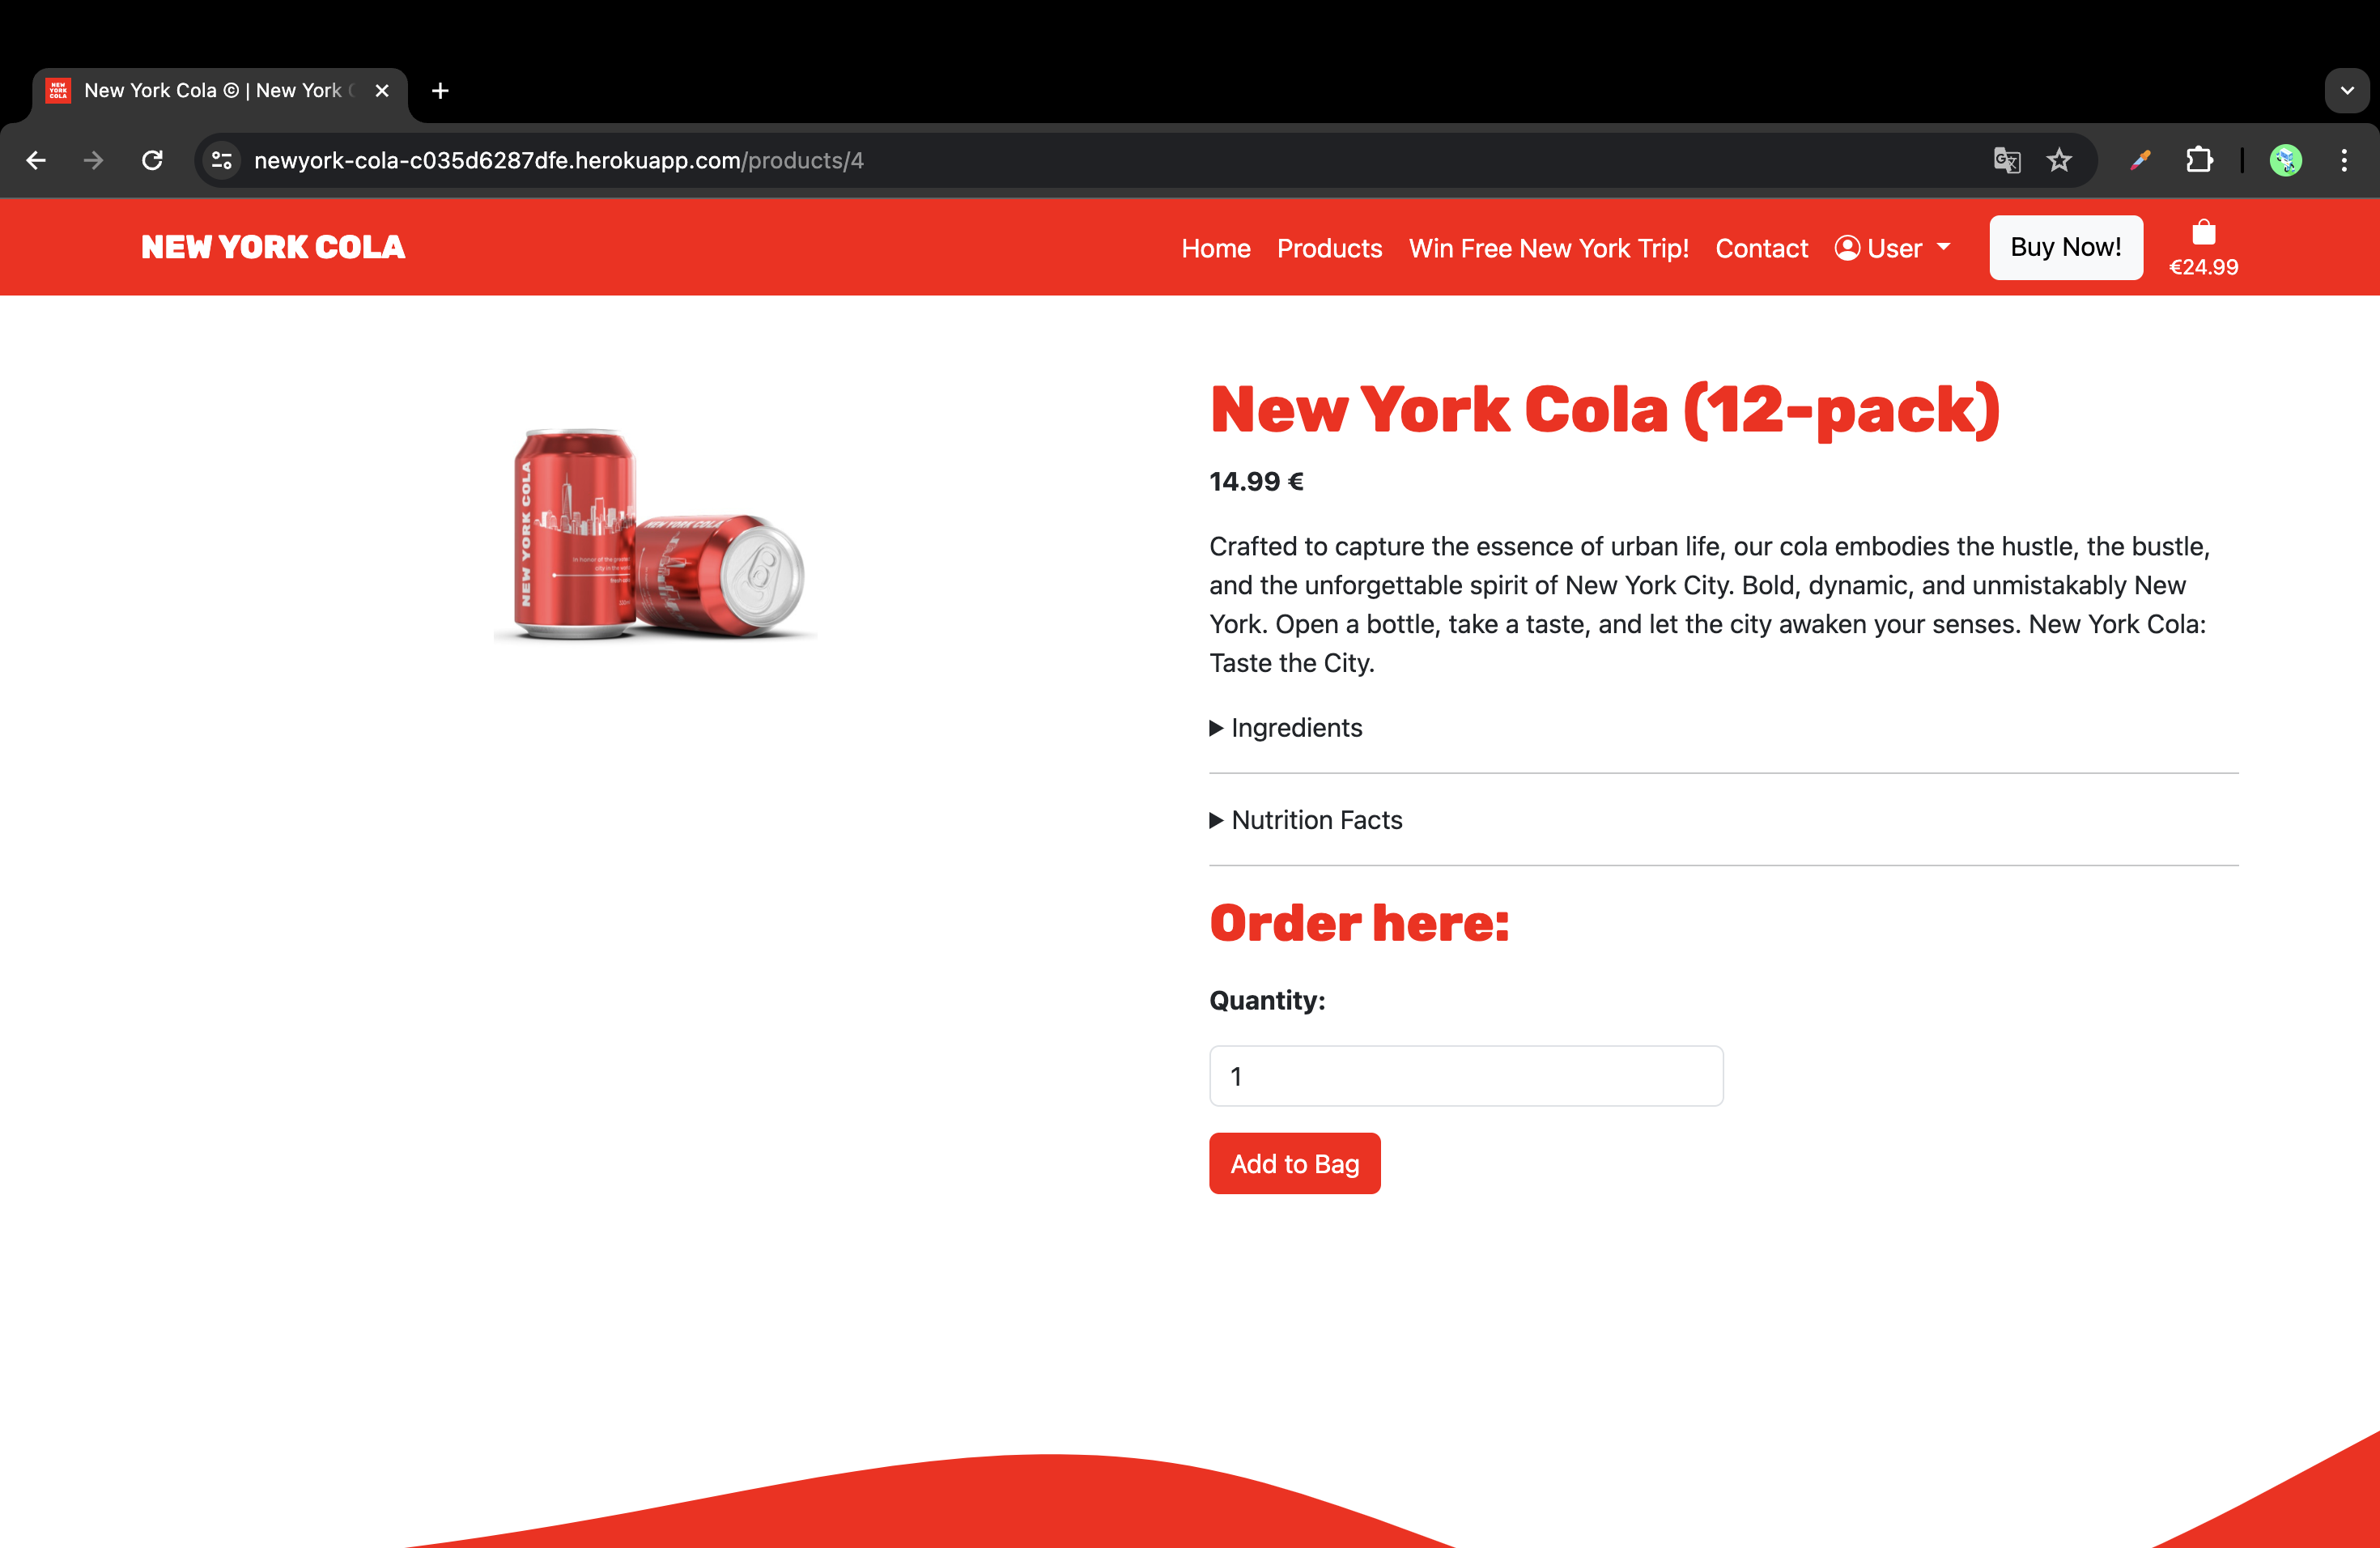 New York Cola © | New York
newyork-cola-c035d6287dfe.herokuapp.com/products/4
NEW YORK COLA
Home
Products
Win Free New York Trip!
Contact
User
Buy Now!
€24.99
NEW YORK COLA
NEW YORK COLA
New York Cola (12-pack)
14.99 €
Crafted to capture the essence of urban life, our cola embodies the hustle, the bustle,
and the unforgettable spirit of New York City. Bold, dynamic, and unmistakably New
York. Open a bottle, take a taste, and let the city awaken your senses. New York Cola:
Taste the City.
Ingredients
Nutrition Facts
Order here:
Quantity:
1
Add to Bag